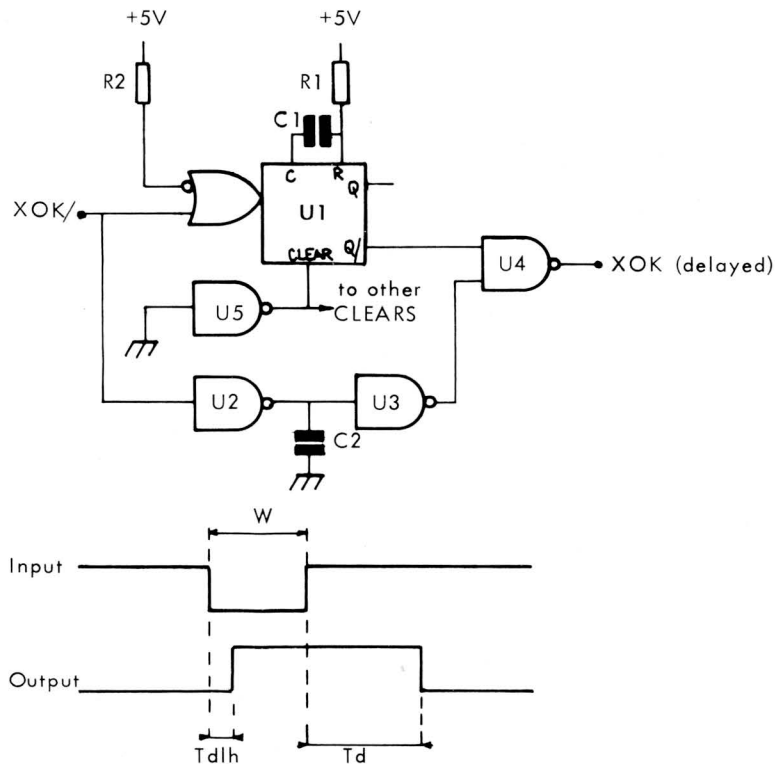 +5V
+5V
R2
R1
C1
C
R
Q
XOK/
U1
Q/
CLEAR
U4
XOK (delayed)
to other
CLEARS
U5
U2
U3
C2
W
Input
Output
Tdlh
Td